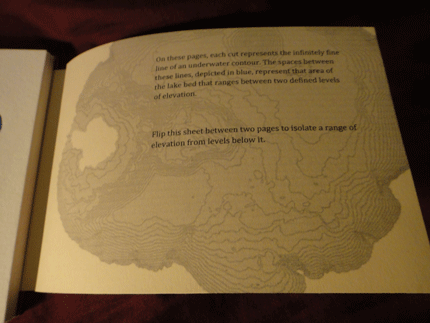 On these pages, each cut represents the infinitely fine
line of an underwater contour. The spaces between
these lines, depicted in blue, represent that area of
the lake bed that ranges between two defined levels
of elevation.
Flip this sheet between two pages to isolate a range of
elevation from levels below it.